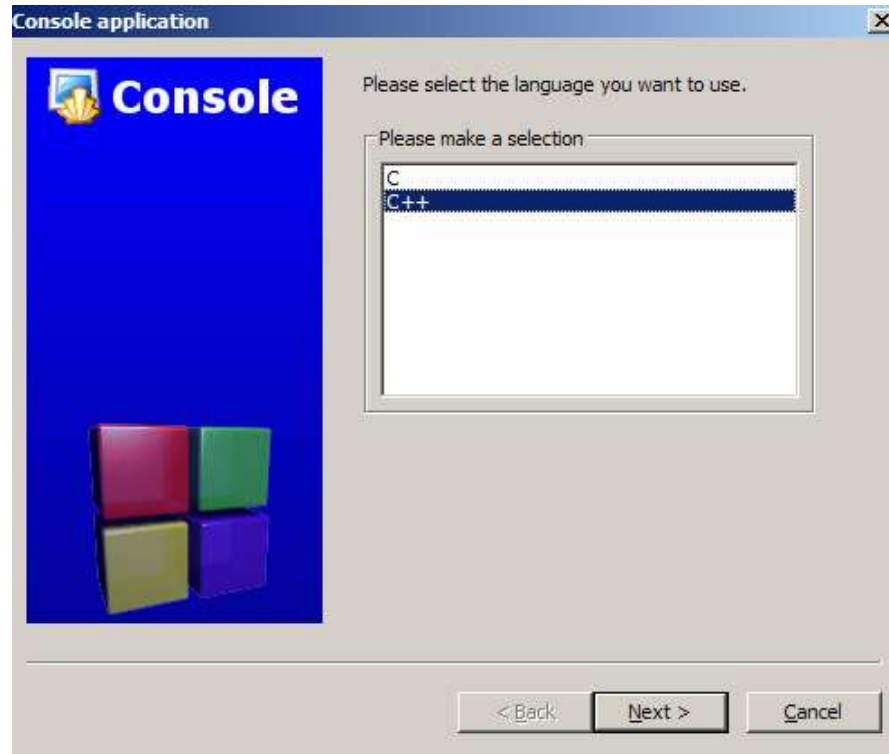 Console application
Console
Please select the language you want to use.
Please make a selection
C
C++
< Back
Next >
Cancel